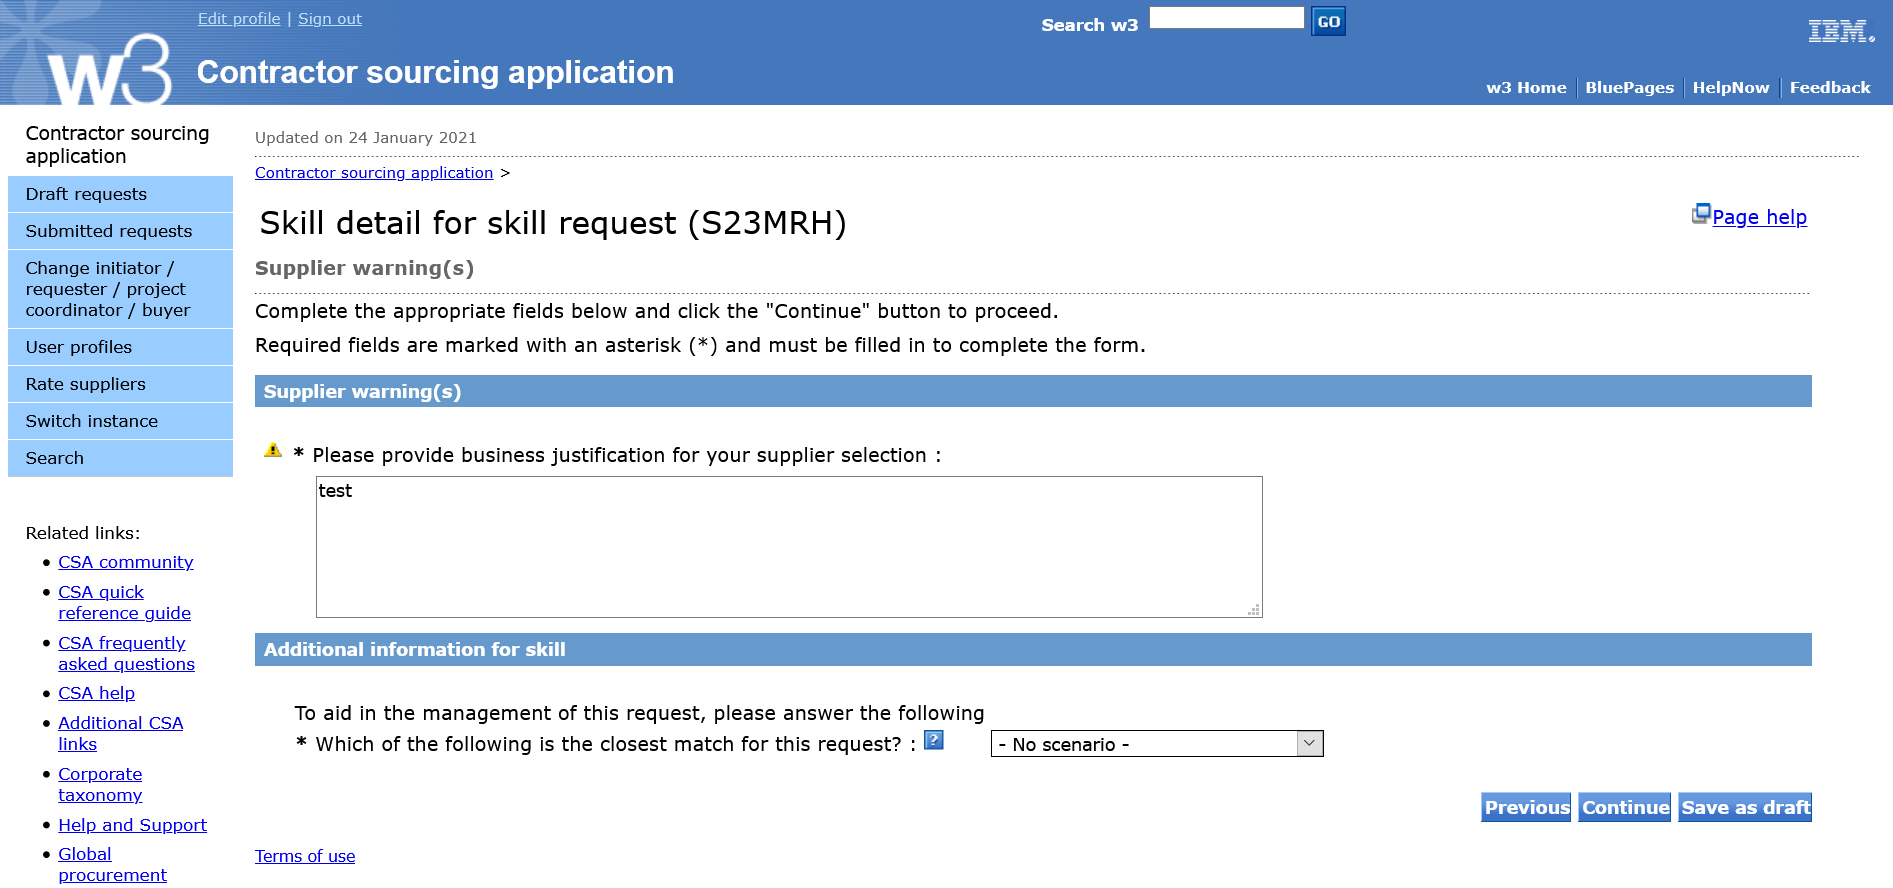 Edit profile | Sign out
Search w3
GO
IBM
w3
Contractor sourcing application
w3 Home
BluePages
HelpNow
Feedback
Contractor sourcing
application
Draft requests
Submitted requests
Change initiator /
requester / project
coordinator / buyer
User profiles
Rate suppliers
Switch instance
Search
Related links:
CSA community
CSA quick
reference guide
CSA frequently
asked questions
CSA help
Additional CSA
links
Corporate
taxonomy
Help and Support
Global
procurement
Updated on 24 January 2021
Contractor sourcing application >
Skill detail for skill request (S23MRH)
Page help
Supplier warning(s)
Complete the appropriate fields below and click the "Continue" button to proceed.
Required fields are marked with an asterisk (*) and must be filled in to complete the form.
Supplier warning(s)
* Please provide business justification for your supplier selection :
test
Additional information for skill
To aid in the management of this request, please answer the following
* Which of the following is the closest match for this request? : ?
- No scenario -
Previous
Continue
Save as draft
Terms of use